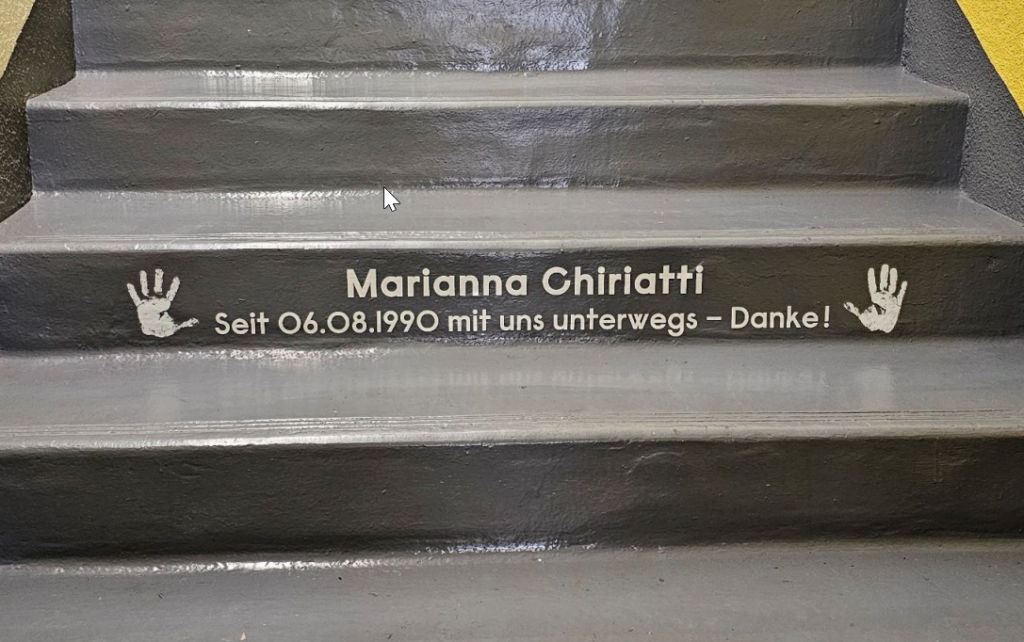 Marianna Chiriatti
Seit 06.08.1990 mit uns unterwegs – Danke!